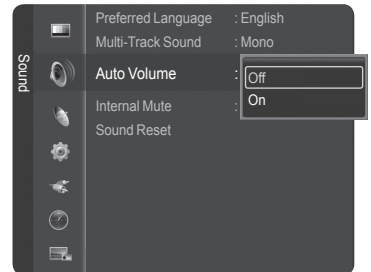 Sound
Preferred Language : English
Multi-Track Sound : Mono
Auto Volume :
Off
On
Internal Mute :
Sound Reset